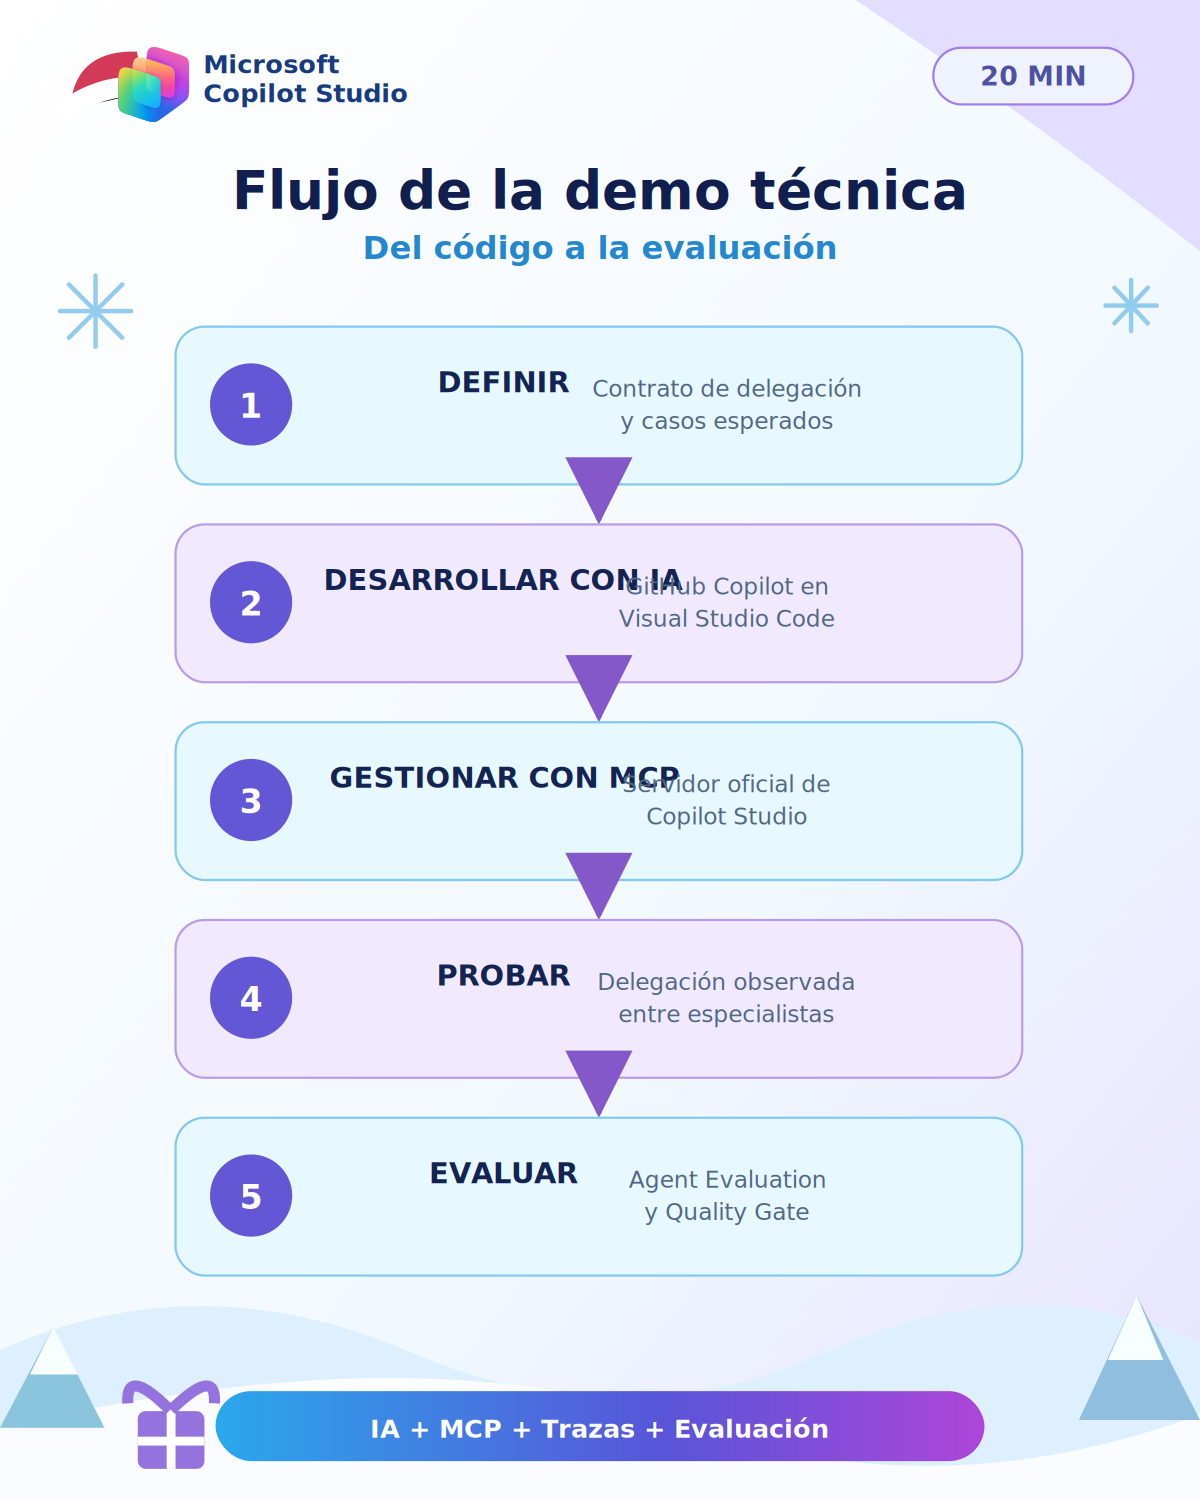 Microsoft
Copilot Studio
20 MIN
Flujo de la demo técnica
Del código a la evaluación
1
DEFINIR
Contrato de delegación
y casos esperados
2
DESARROLLAR CON IA
GitHub Copilot en
Visual Studio Code
3
GESTIONAR CON MCP
Servidor oficial de
Copilot Studio
4
PROBAR
Delegación observada
entre especialistas
5
EVALUAR
Agent Evaluation
y Quality Gate
IA + MCP + Trazas + Evaluación